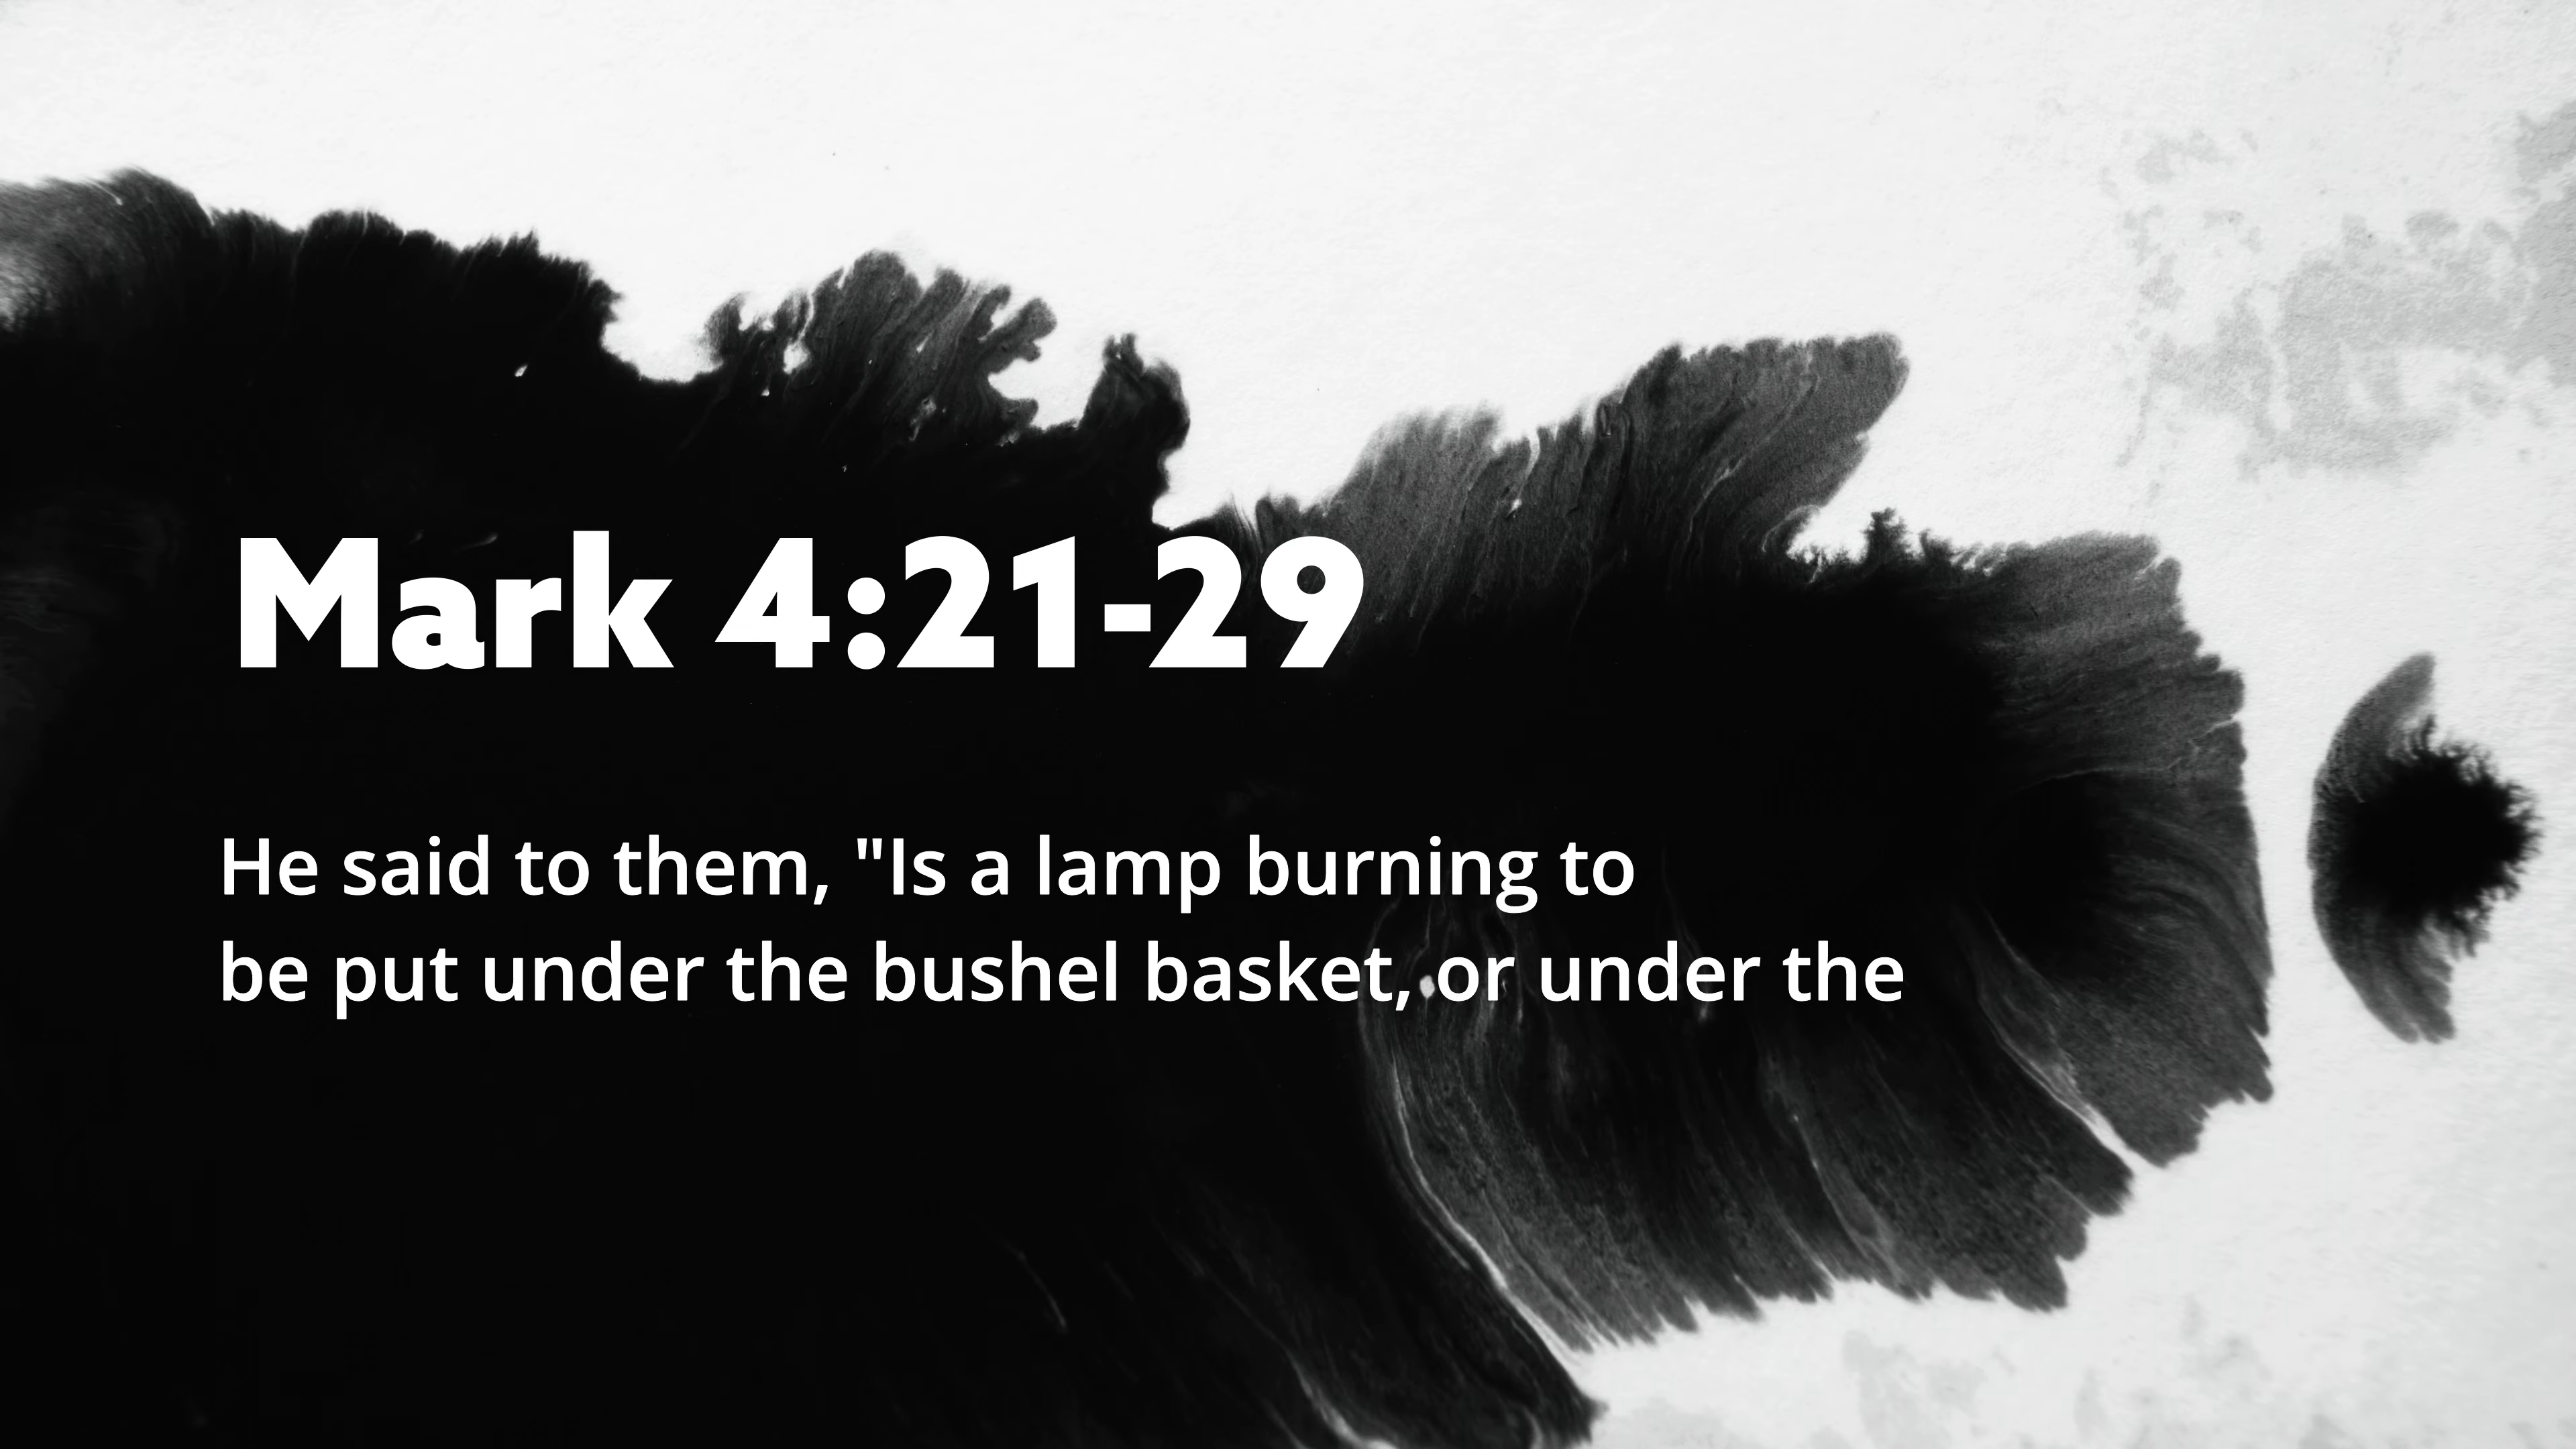 Mark 4:21-29
He said to them, "Is a lamp burning to
be put under the bushel basket, or under the